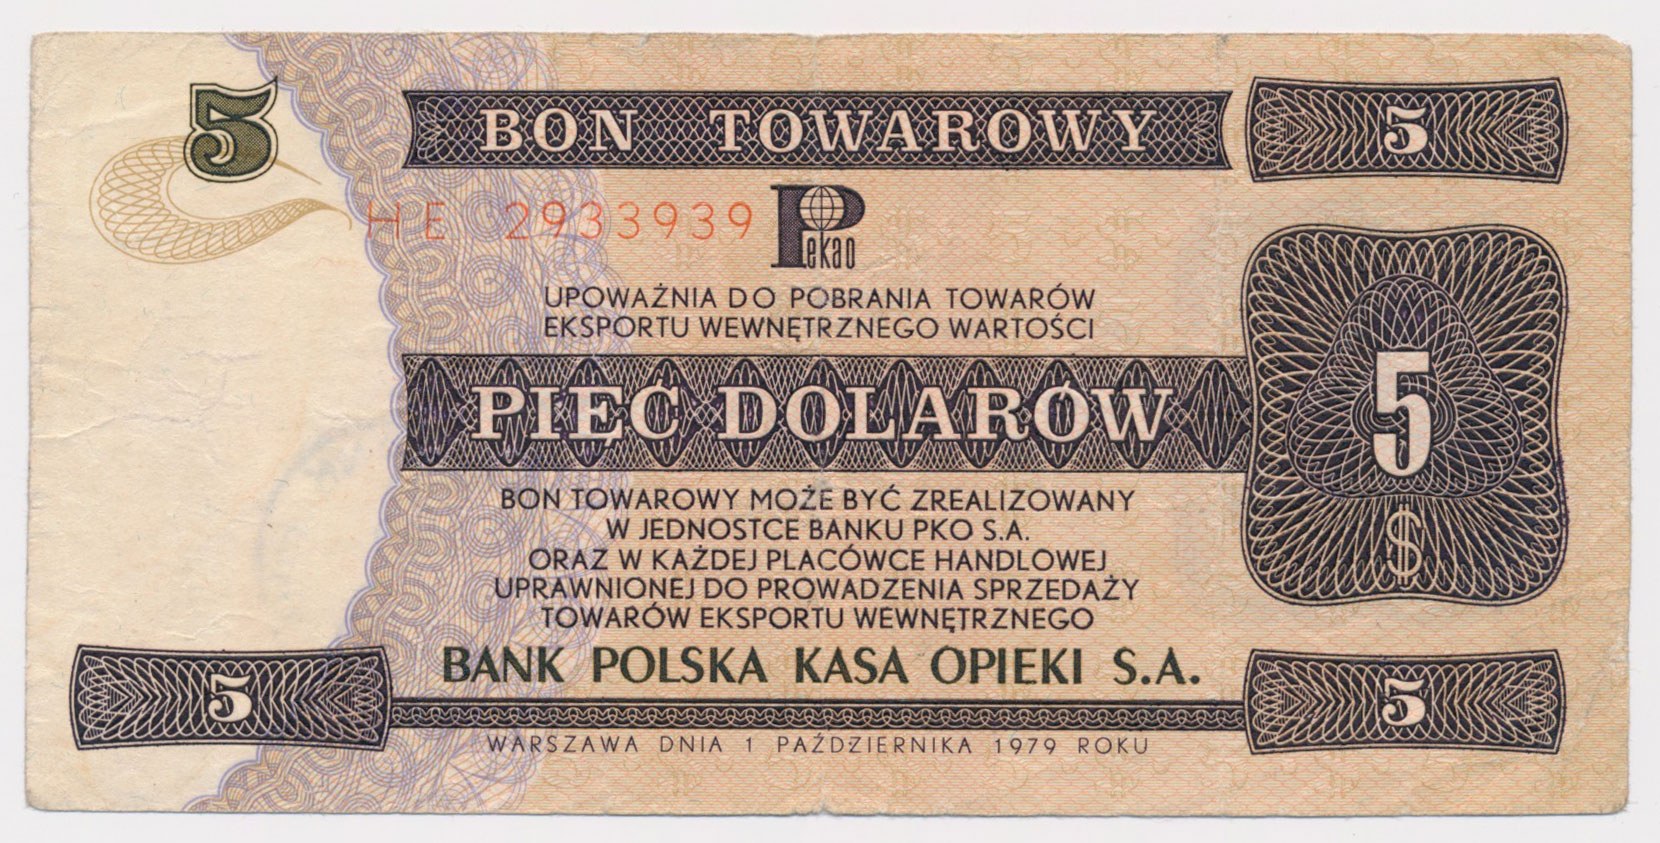 5
BON TOWAROWY
5
HE 2933939
Pekao
UPOWAŻNIA DO POBRANIA TOWARÓW
EKSPORTU WEWNĘTRZNEGO WARTOŚCI
PIĘĆ DOLARÓW
5
$
BON TOWAROWY MOŻE BYĆ ZREALIZOWANY
W JEDNOSTCE BANKU PKO S.A.
ORAZ W KAŻDEJ PLACÓWCE HANDLOWEJ
UPRAWNIONEJ DO PROWADZENIA SPRZEDAŻY
TOWARÓW EKSPORTU WEWNĘTRZNEGO
BANK POLSKA KASA OPIEKI S.A.
5
5
WARSZAWA DNIA 1 PAŹDZIERNIKA 1979 ROKU